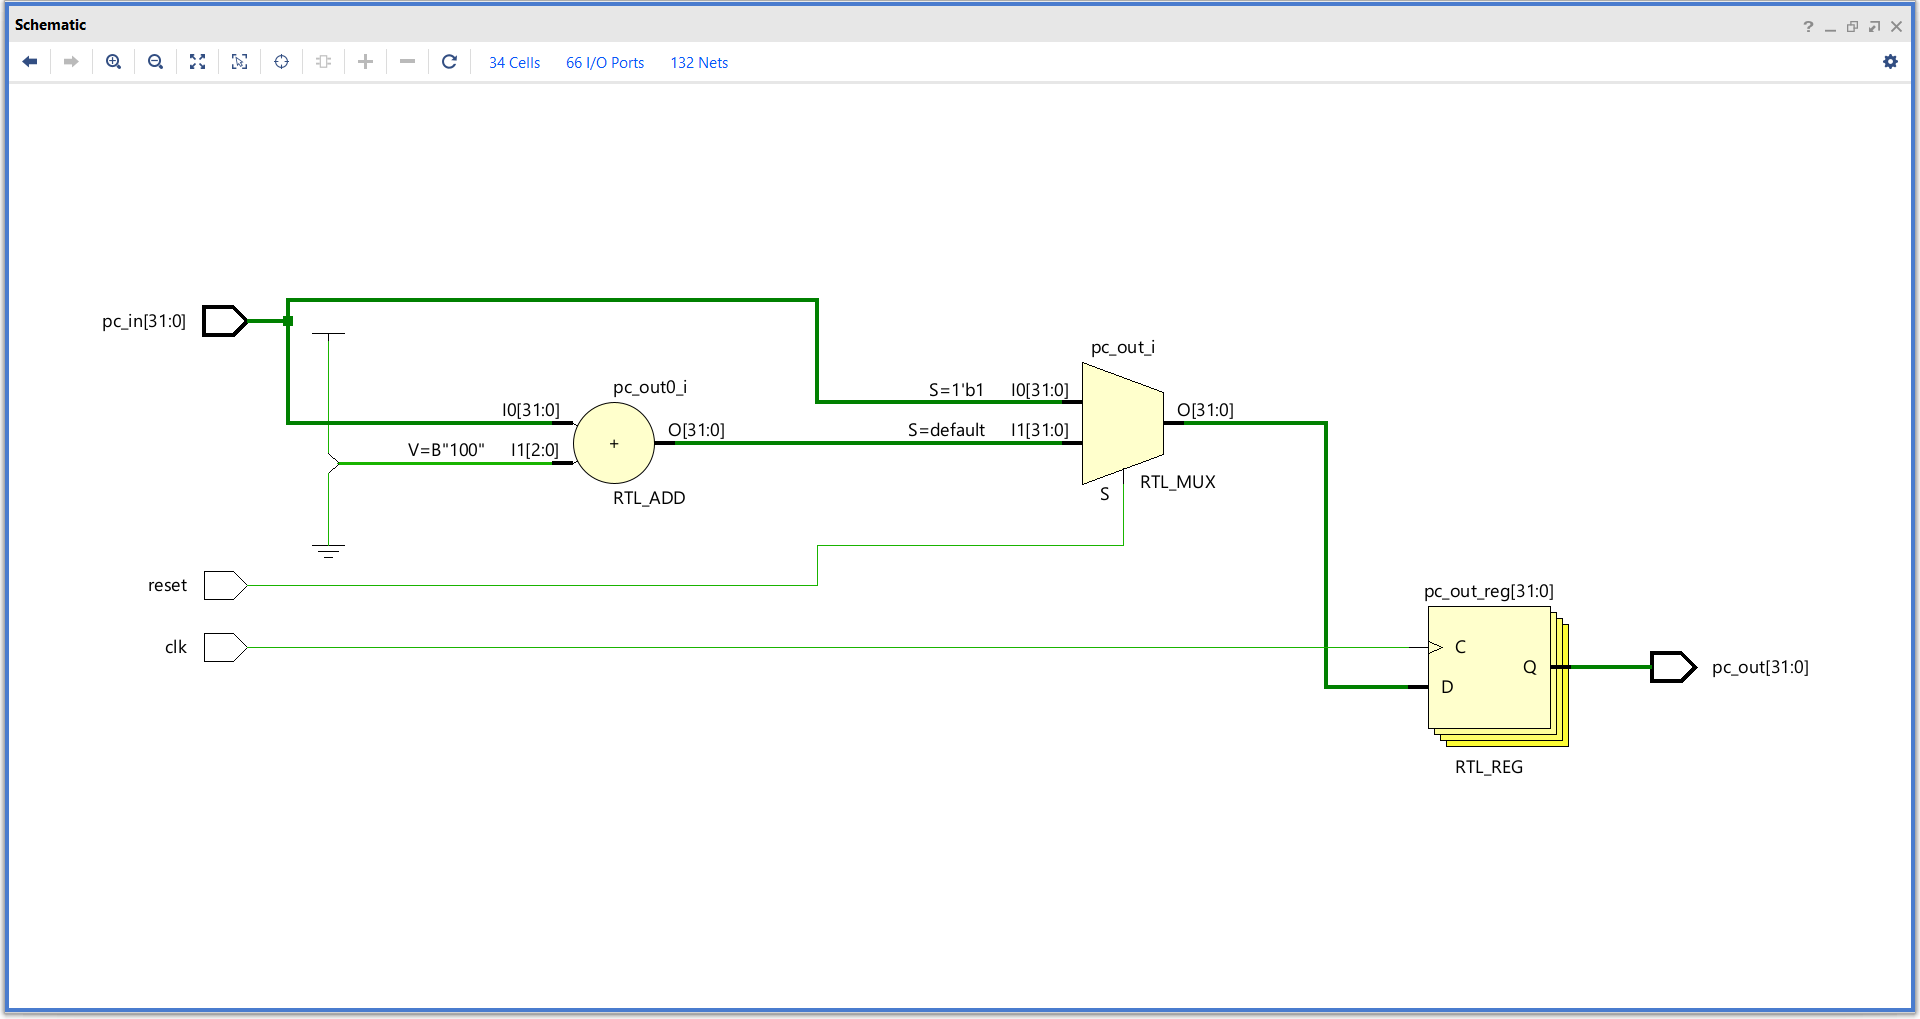 Schematic
34 Cells 66 I/O Ports 132 Nets
pc_in[31:0]
pc_out_i
pc_out0_i
S=1'b1 I0[31:0]
I0[31:0]
O[31:0]
O[31:0]
S=default I1[31:0]
+
V=B"100" I1[2:0]
RTL_MUX
S
RTL_ADD
reset
pc_out_reg[31:0]
clk
C
Q
pc_out[31:0]
D
RTL_REG